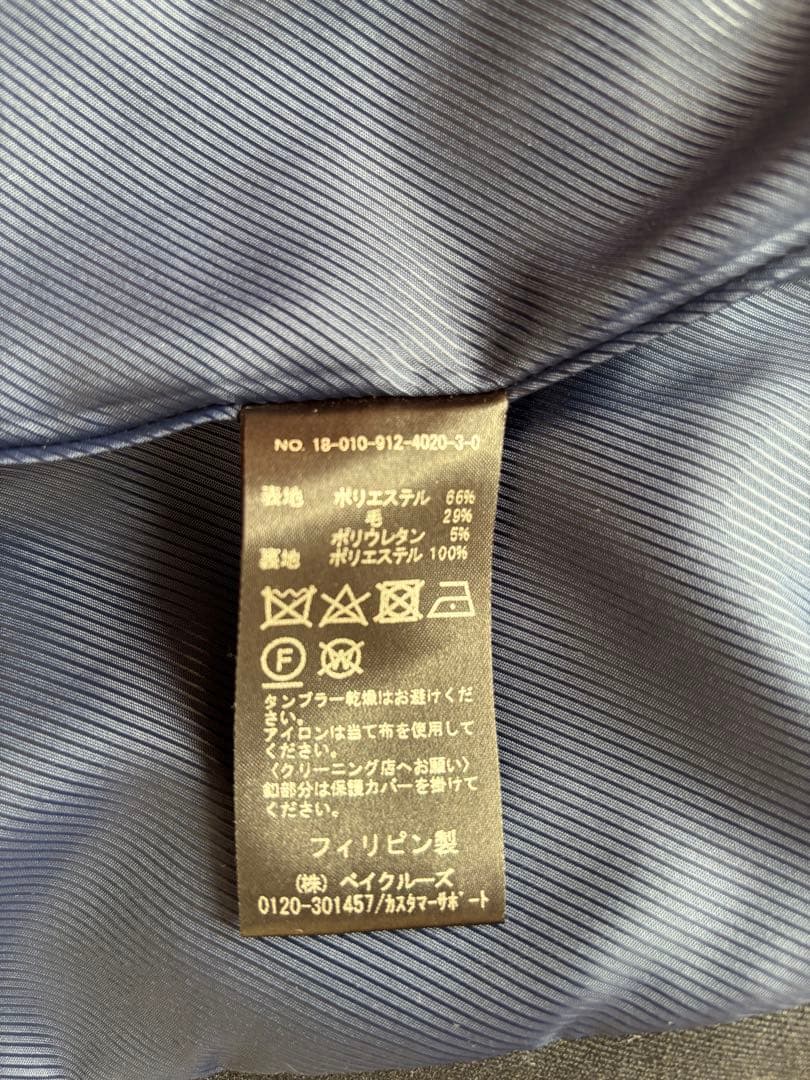 NO. 18-010-912-4020-3-0
表地 ポリエステル 66%
毛 29%
ポリウレタン 5%
裏地 ポリエステル 100%
F W
タンブラー乾燥はお避けくだ
さい。
アイロンは当て布を使用して
ください。
〈クリーニング店へお願い〉
釦部分は保護カバーを掛けて
ください。
フィリピン製
(株) ベイクルーズ
0120-301457/カスタマーサポート